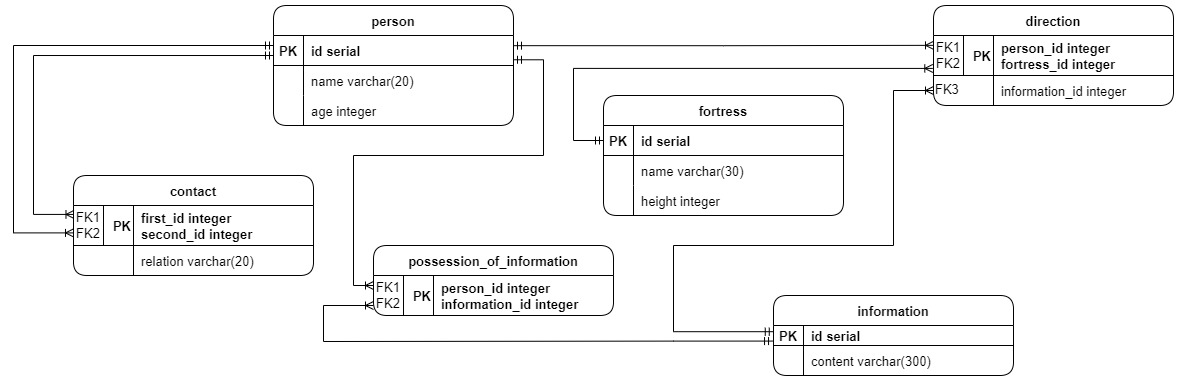 person
PK id serial
name varchar(20)
age integer
direction
FK1 person_id integer
FK2 PK fortress_id integer
FK3 information_id integer
fortress
PK id serial
name varchar(30)
height integer
contact
FK1 first_id integer
FK2 PK second_id integer
relation varchar(20)
possession_of_information
FK1 person_id integer
FK2 PK information_id integer
information
PK id serial
content varchar(300)